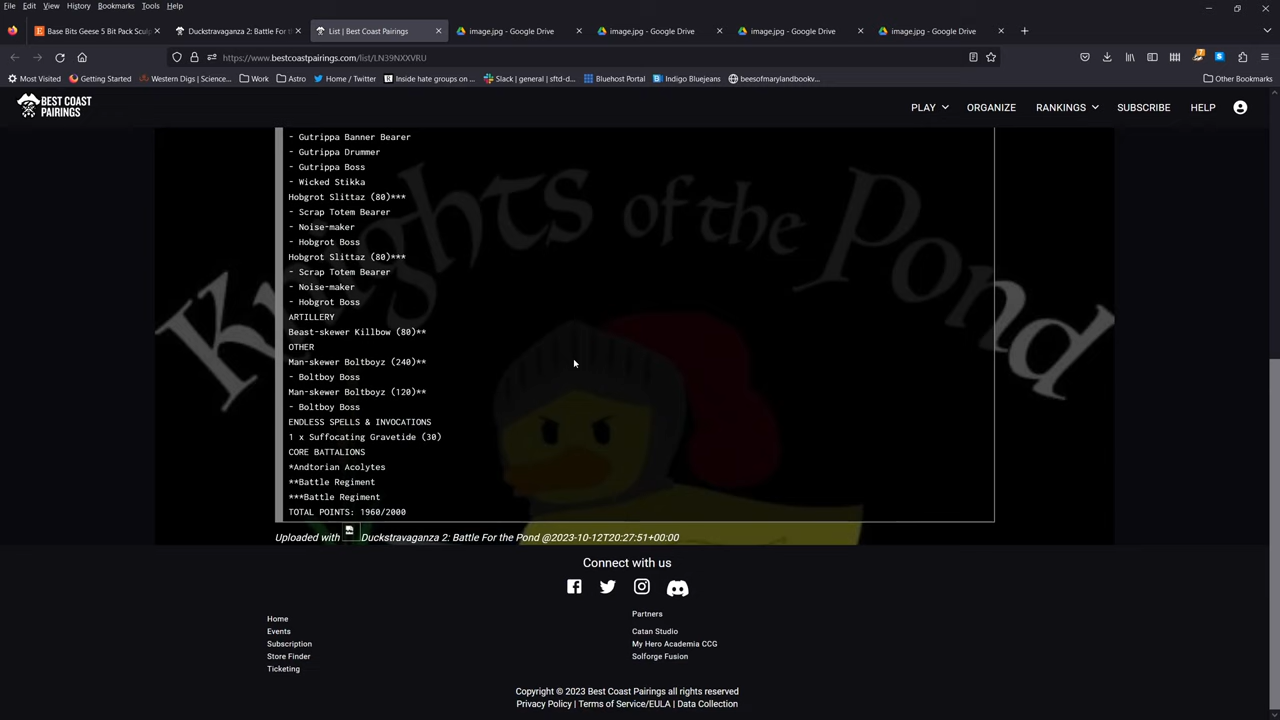 File Edit View History Bookmarks Tools Help
Base Bits Geese 5 Bit Pack Sculp
Duckstravaganza 2: Battle For th
List | Best Coast Pairings
image.jpg - Google Drive
image.jpg - Google Drive
image.jpg - Google Drive
image.jpg - Google Drive
https://www.bestcoastpairings.com/list/LN39NXXVRU
Most Visited Getting Started Western Digs | Science... Work Astro Home / Twitter Inside hate groups on ... Slack | general | sftd-d... Bluehost Portal Indigo Bluejeans beesofmarylandbookv... Other Bookmarks
BEST COAST
PAIRINGS
PLAY ORGANIZE RANKINGS SUBSCRIBE HELP
Knights of the Pond
- Gutrippa Banner Bearer
- Gutrippa Drummer
- Gutrippa Boss
- Wicked Stikka
Hobgrot Slittaz (80)***
- Scrap Totem Bearer
- Noise-maker
- Hobgrot Boss
Hobgrot Slittaz (80)***
- Scrap Totem Bearer
- Noise-maker
- Hobgrot Boss
ARTILLERY
Beast-skewer Killbow (80)**
OTHER
Man-skewer Boltboyz (240)**
- Boltboy Boss
Man-skewer Boltboyz (120)**
- Boltboy Boss
ENDLESS SPELLS & INVOCATIONS
1 x Suffocating Gravetide (30)
CORE BATTALIONS
*Andtorian Acolytes
**Battle Regiment
***Battle Regiment
TOTAL POINTS: 1960/2000
Uploaded with Duckstravaganza 2: Battle For the Pond @2023-10-12T20:27:51+00:00
Connect with us
Home
Events
Subscription
Store Finder
Ticketing
Partners
Catan Studio
My Hero Academia CCG
Solforge Fusion
Copyright © 2023 Best Coast Pairings all rights reserved
Privacy Policy | Terms of Service/EULA | Data Collection